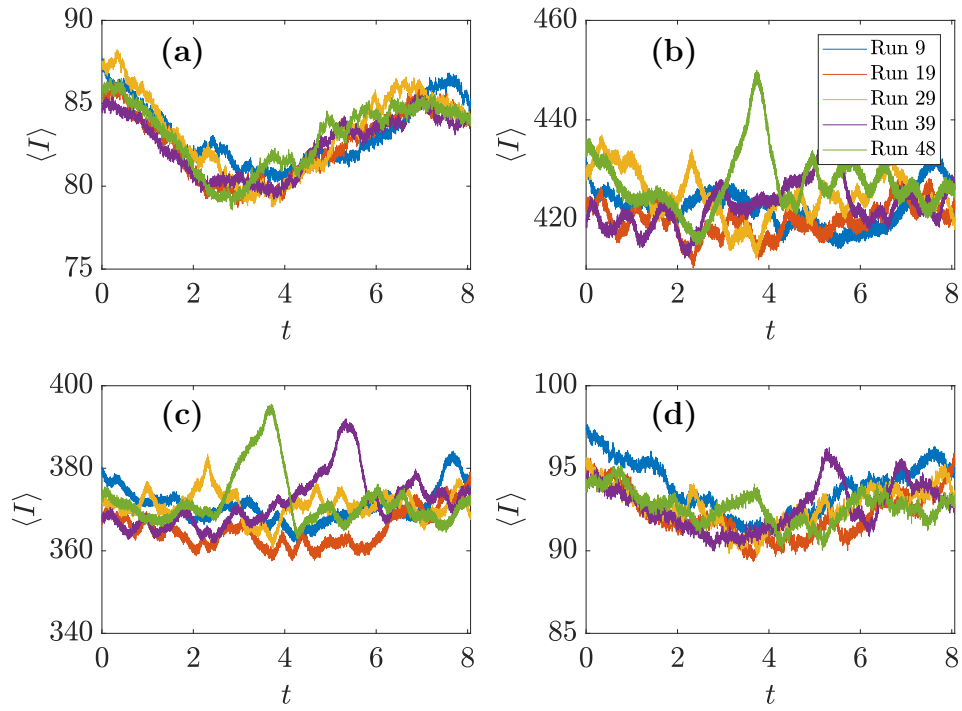 90
85
80
75
⟨I⟩
(a)
0 2 4 6 8
t
460
440
420
⟨I⟩
(b)
Run 9
Run 19
Run 29
Run 39
Run 48
0 2 4 6 8
t
400
380
360
340
⟨I⟩
(c)
0 2 4 6 8
t
100
95
90
85
⟨I⟩
(d)
0 2 4 6 8
t